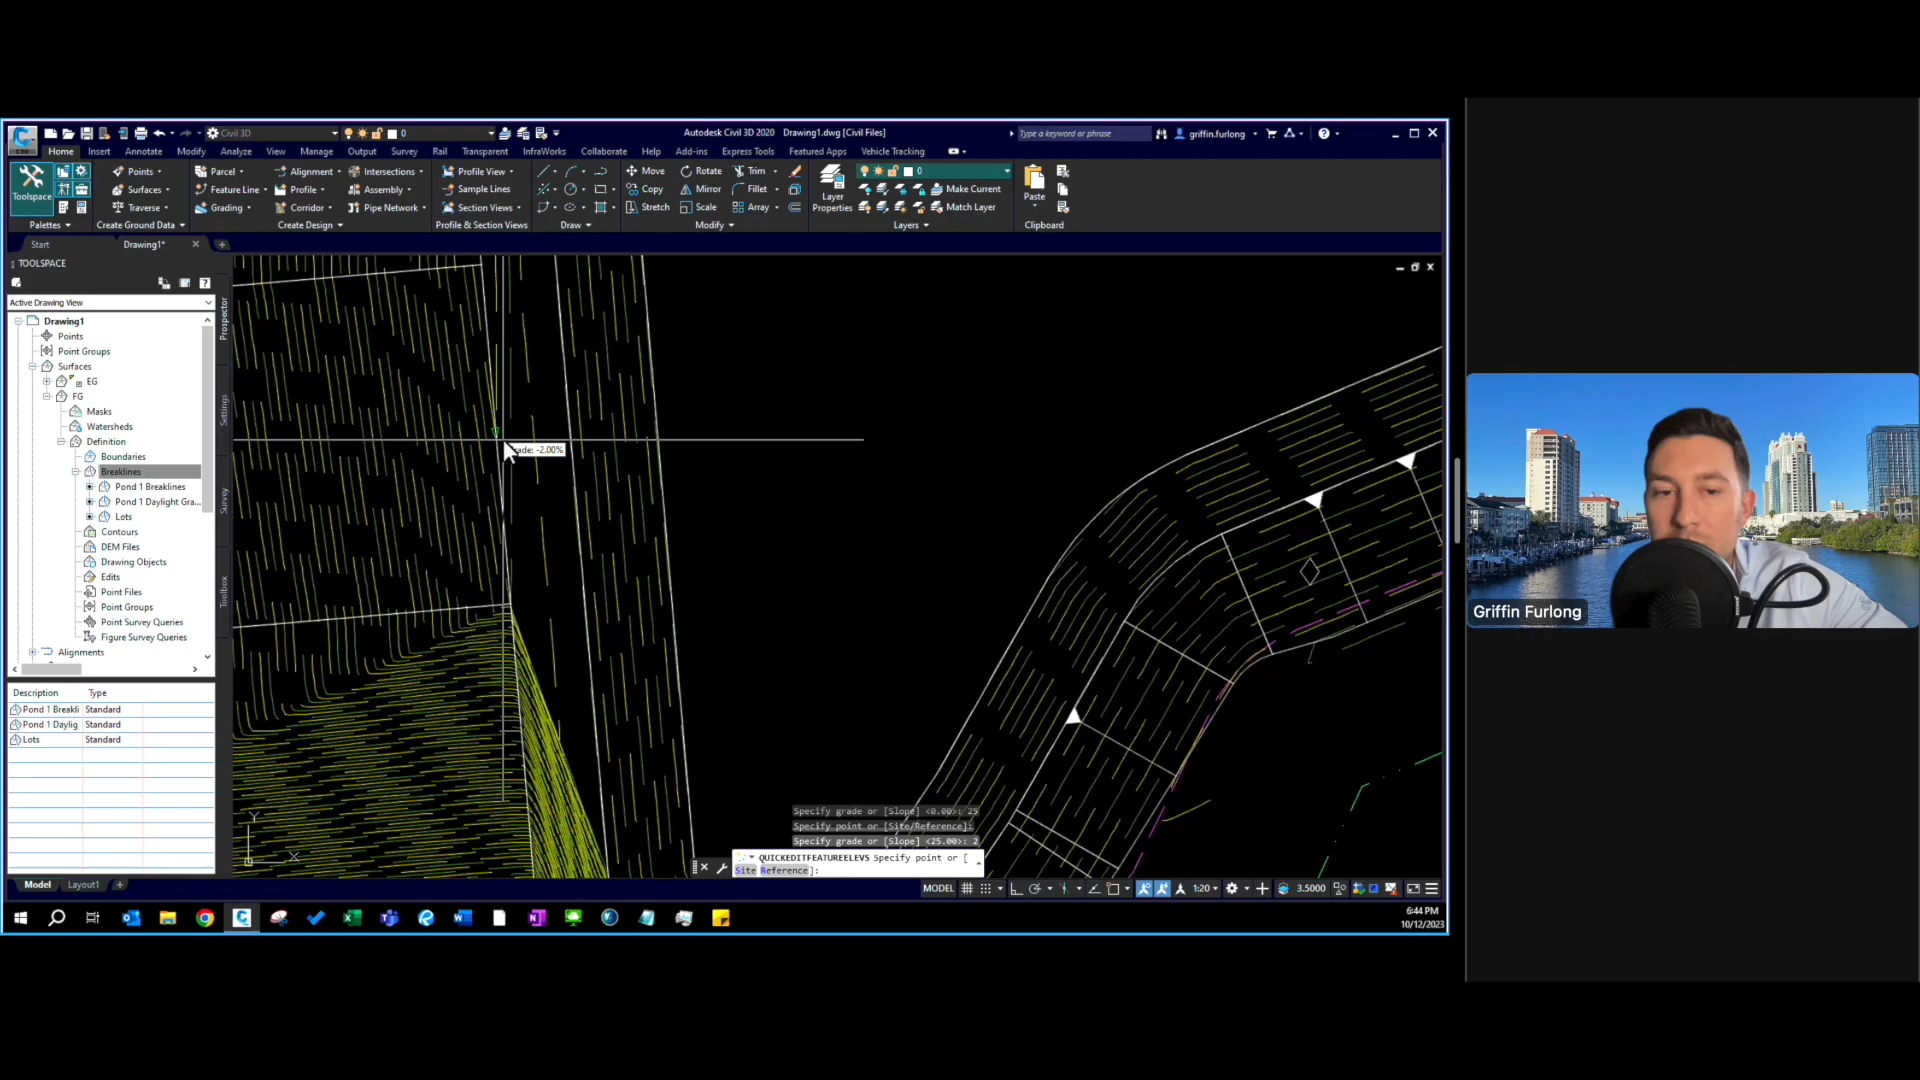 Civil 3D
0
Autodesk Civil 3D 2020 Drawing1.dwg [Civil Files]
Type a keyword or phrase
griffin.furlong
Home Insert Annotate Modify Analyze View Manage Output Survey Rail Transparent InfraWorks Collaborate Help Add-ins Express Tools Featured Apps Vehicle Tracking
Toolspace
Points Parcel Alignment Intersections Profile View Move Rotate Trim 0
Surfaces Feature Line Profile Assembly Sample Lines Copy Mirror Fillet Make Current
Traverse Grading Corridor Pipe Network Section Views Stretch Scale Array Match Layer
Layer Properties
Paste
Palettes Create Ground Data Create Design Profile & Section Views Draw Modify Layers Clipboard
Start Drawing1*
TOOLSPACE
Active Drawing View
Drawing1
Points
Point Groups
Surfaces
EG
FG
Masks
Watersheds
Definition
Boundaries
Breaklines
Pond 1 Breaklines
Pond 1 Daylight Gra...
Lots
Contours
DEM Files
Drawing Objects
Edits
Point Files
Point Groups
Point Survey Queries
Figure Survey Queries
Alignments
Prospector
Settings
Survey
Toolbox
Description Type
Pond 1 Breakli Standard
Pond 1 Daylig Standard
Lots Standard
rade: -2.00%
Y
X
Specify grade or [Slope] <0.00>: 25
Specify point or [Site/Reference]:
Specify grade or [Slope] <25.00>: 2
QUICKEDITFEATUREELEVS Specify point or [
Site Reference]:
Model Layout1
MODEL 1:20 3.5000
6:44 PM
10/12/2023
Griffin Furlong